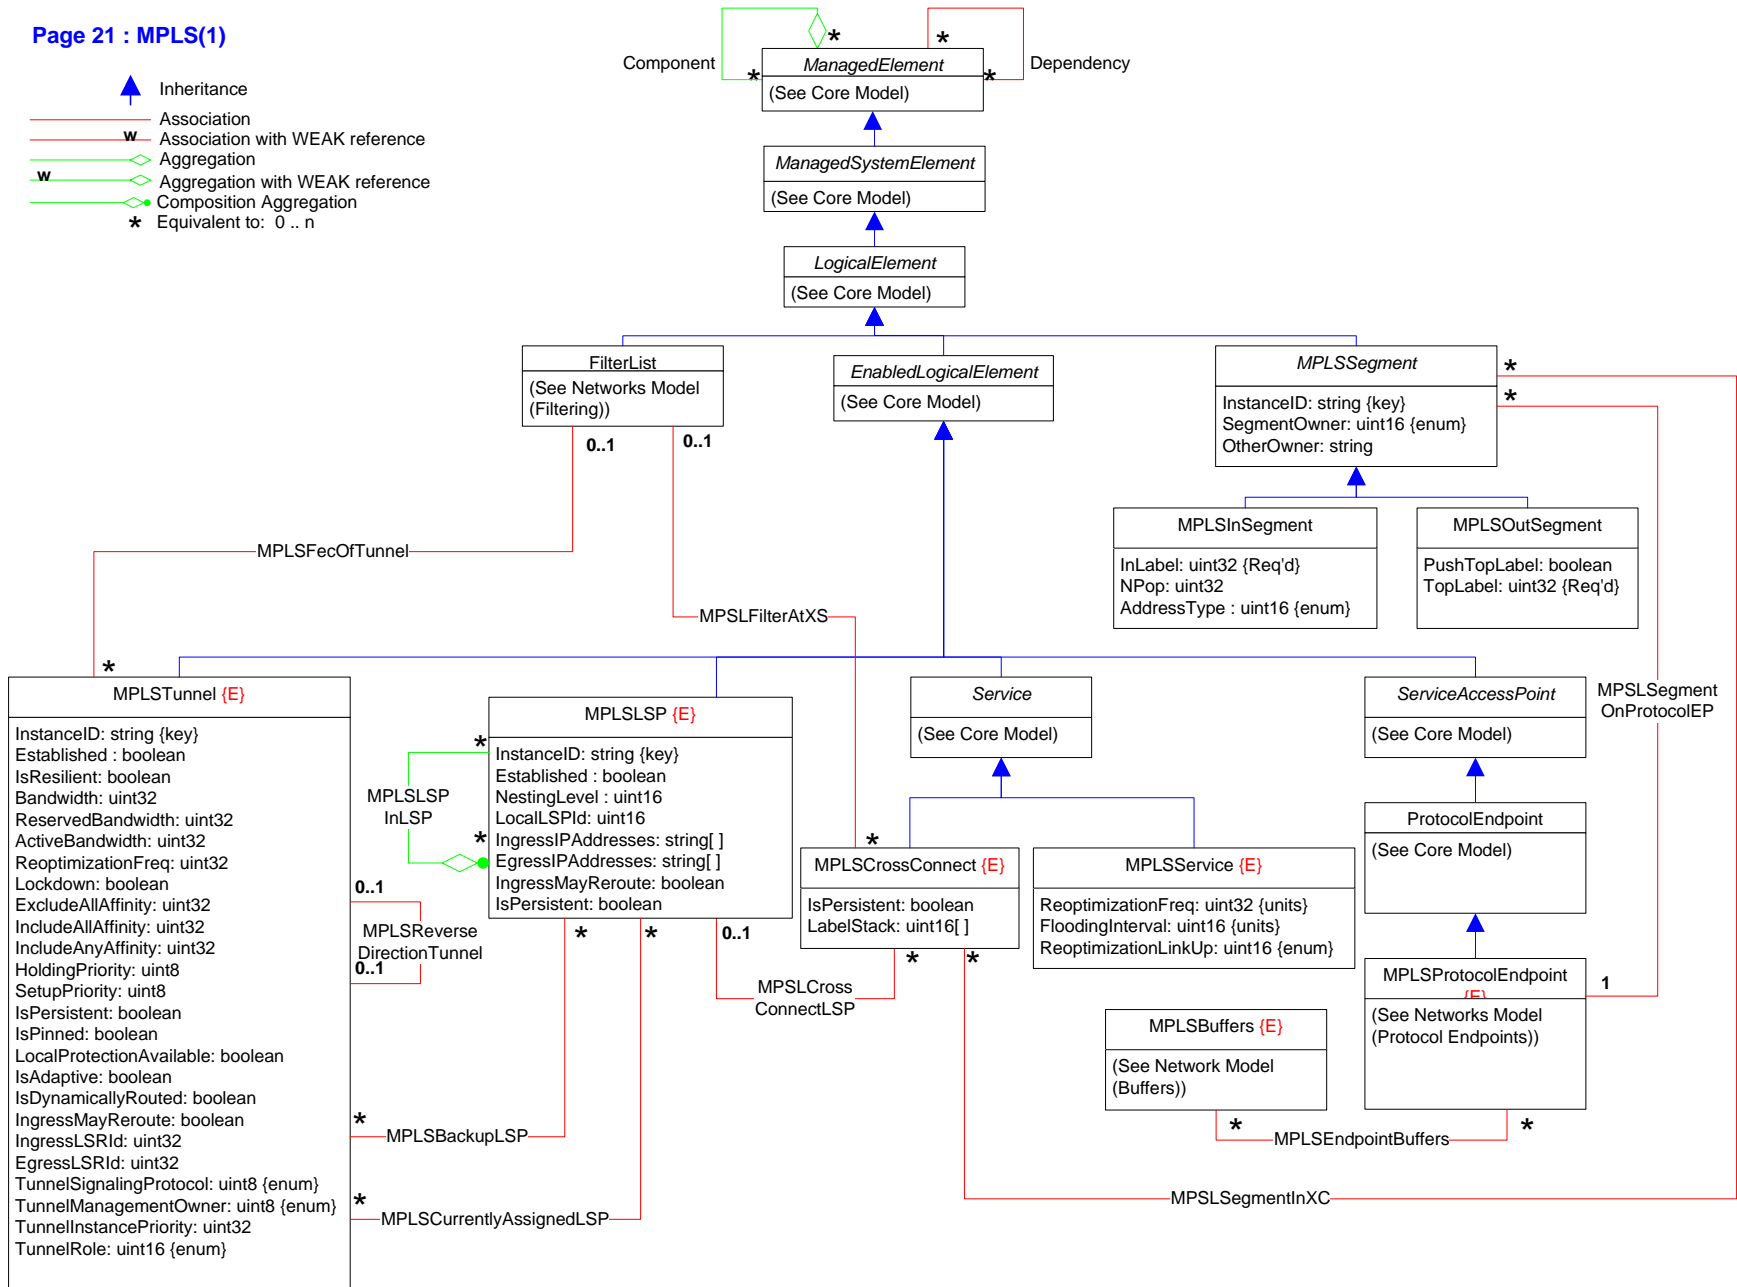 Page 21 : MPLS(1)
Inheritance
Association
w
Association with WEAK reference
Aggregation
w
Aggregation with WEAK reference
Composition Aggregation
* Equivalent to: 0 .. n
Component
*
*
Dependency
*
*
ManagedElement
(See Core Model)
ManagedSystemElement
(See Core Model)
LogicalElement
(See Core Model)
FilterList
(See Networks Model
(Filtering))
0..1
0..1
EnabledLogicalElement
(See Core Model)
MPLSSegment
InstanceID: string {key}
SegmentOwner: uint16 {enum}
OtherOwner: string
*
*
MPLSInSegment
InLabel: uint32 {Req'd}
NPop: uint32
AddressType : uint16 {enum}
MPLSOutSegment
PushTopLabel: boolean
TopLabel: uint32 {Req'd}
MPLSFecOfTunnel
MPSLFilterAtXS
*
MPLSTunnel {E}
InstanceID: string {key}
Established : boolean
IsResilient: boolean
Bandwidth: uint32
ReservedBandwidth: uint32
ActiveBandwidth: uint32
ReoptimizationFreq: uint32
Lockdown: boolean
ExcludeAllAffinity: uint32
IncludeAllAffinity: uint32
IncludeAnyAffinity: uint32
HoldingPriority: uint8
SetupPriority: uint8
IsPersistent: boolean
IsPinned: boolean
LocalProtectionAvailable: boolean
IsAdaptive: boolean
IsDynamicallyRouted: boolean
IngressMayReroute: boolean
IngressLSRId: uint32
EgressLSRId: uint32
TunnelSignalingProtocol: uint8 {enum}
TunnelManagementOwner: uint8 {enum}
TunnelInstancePriority: uint32
TunnelRole: uint16 {enum}
0..1
MPLSReverse
DirectionTunnel
0..1
*
MPLSBackupLSP
*
MPLSCurrentlyAssignedLSP
MPLSLSP
InLSP
*
*
MPLSLSP {E}
InstanceID: string {key}
Established : boolean
NestingLevel : uint16
LocalLSPId: uint16
IngressIPAddresses: string[ ]
EgressIPAddresses: string[ ]
IngressMayReroute: boolean
IsPersistent: boolean
*
*
0..1
MPSLCross
ConnectLSP
Service
(See Core Model)
*
MPLSCrossConnect {E}
IsPersistent: boolean
LabelStack: uint16[ ]
*
*
MPLSService {E}
ReoptimizationFreq: uint32 {units}
FloodingInterval: uint16 {units}
ReoptimizationLinkUp: uint16 {enum}
ServiceAccessPoint
(See Core Model)
ProtocolEndpoint
(See Core Model)
MPLSProtocolEndpoint
{E}
(See Networks Model
(Protocol Endpoints))
1
MPSLSegment
OnProtocolEP
MPLSBuffers {E}
(See Network Model
(Buffers))
*
MPLSEndpointBuffers
*
MPSLSegmentInXC